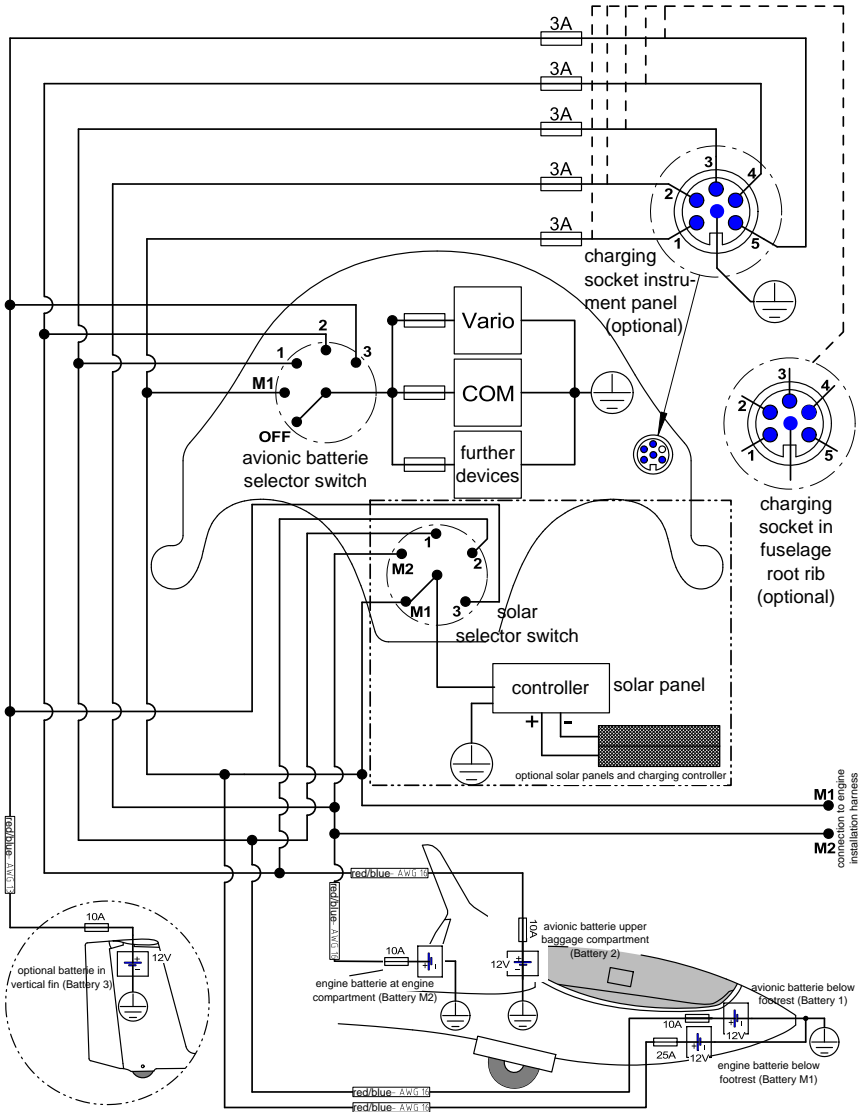 3A
3A
3A
3A
3A
3
4
2
1
5
charging
socket instru-
ment panel
(optional)
Vario
COM
further
devices
2
1
3
M1
OFF
avionic batterie
selector switch
3
4
2
1
5
charging
socket in
fuselage
root rib
(optional)
1
2
M2
M1
3
solar
selector switch
controller
solar panel
+
-
optional solar panels and charging controller
M1
M2
connection to engine
installation harness
red/blue- AWG 13
red/blue- AWG 16
red/blue- AWG 16
10A
12V
optional batterie in
vertical fin (Battery 3)
10A
engine batterie at engine
compartment (Battery M2)
10A
12V
avionic batterie upper
baggage compartment
(Battery 2)
avionic batterie below
footrest (Battery 1)
10A
12V
25A
12V
engine batterie below
footrest (Battery M1)
red/blue- AWG 16
red/blue- AWG 16